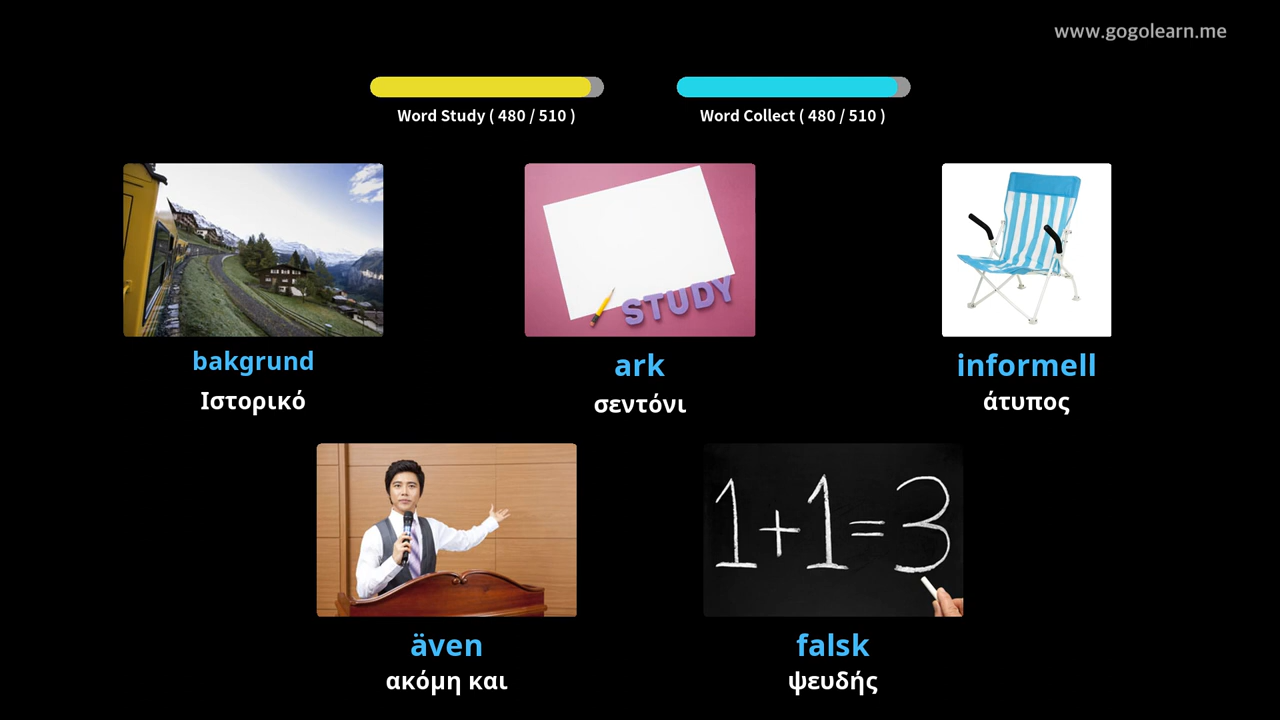 www.gogolearn.me
Word Study ( 480 / 510 )
Word Collect ( 480 / 510 )
STUDY
bakgrund
Ιστορικό
ark
σεντόνι
informell
άτυπος
1+1=3
även
ακόμη και
falsk
ψευδής